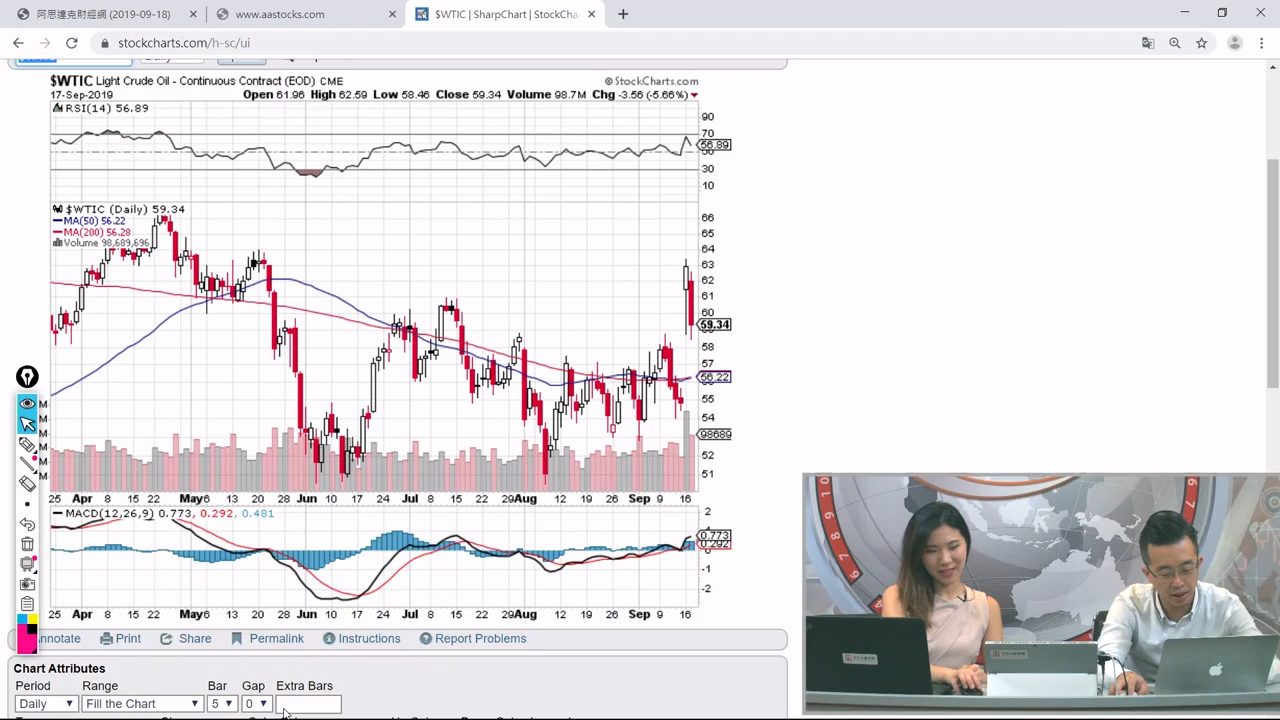 阿思達克財經網 (2019-09-18)
www.aastocks.com
$WTIC | SharpChart | StockCha
stockcharts.com/h-sc/ui
$WTIC Light Crude Oil - Continuous Contract (EOD) CME
© StockCharts.com
17-Sep-2019
Open 61.96 High 62.59 Low 58.46 Close 59.34 Volume 98.7M Chg -3.56 (-5.66%)
RSI(14) 56.89
90
70
56.89
50
30
10
$WTIC (Daily) 59.34
MA(50) 56.22
MA(200) 56.28
Volume 98,689,696
66
65
64
63
62
61
60
59.34
58
57
56.22
55
54
98689
52
51
M
M
M
M
M
25 Apr 8 15 22 May 6 13 20 28 Jun 10 17 24 Jul 8 15 22 29 Aug 12 19 26 Sep 9 16
MACD(12,26,9) 0.773, 0.292, 0.481
2
1
0.773
0.292
0
-1
-2
25 Apr 8 15 22 May 6 13 20 28 Jun 10 17 24 Jul 8 15 22 29 Aug 12 19 26 Sep 9 16
nnotate Print Share Permalink Instructions Report Problems
Chart Attributes
Period Range Bar Gap Extra Bars
Daily Fill the Chart 5 0
10
9
8
7